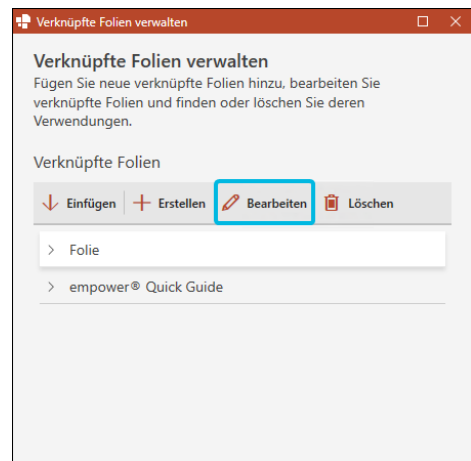 Verknüpfte Folien verwalten
Verknüpfte Folien verwalten
Fügen Sie neue verknüpfte Folien hinzu, bearbeiten Sie
verknüpfte Folien und finden oder löschen Sie deren
Verwendungen.
Verknüpfte Folien
Einfügen Erstellen Bearbeiten Löschen
Folie
empower® Quick Guide